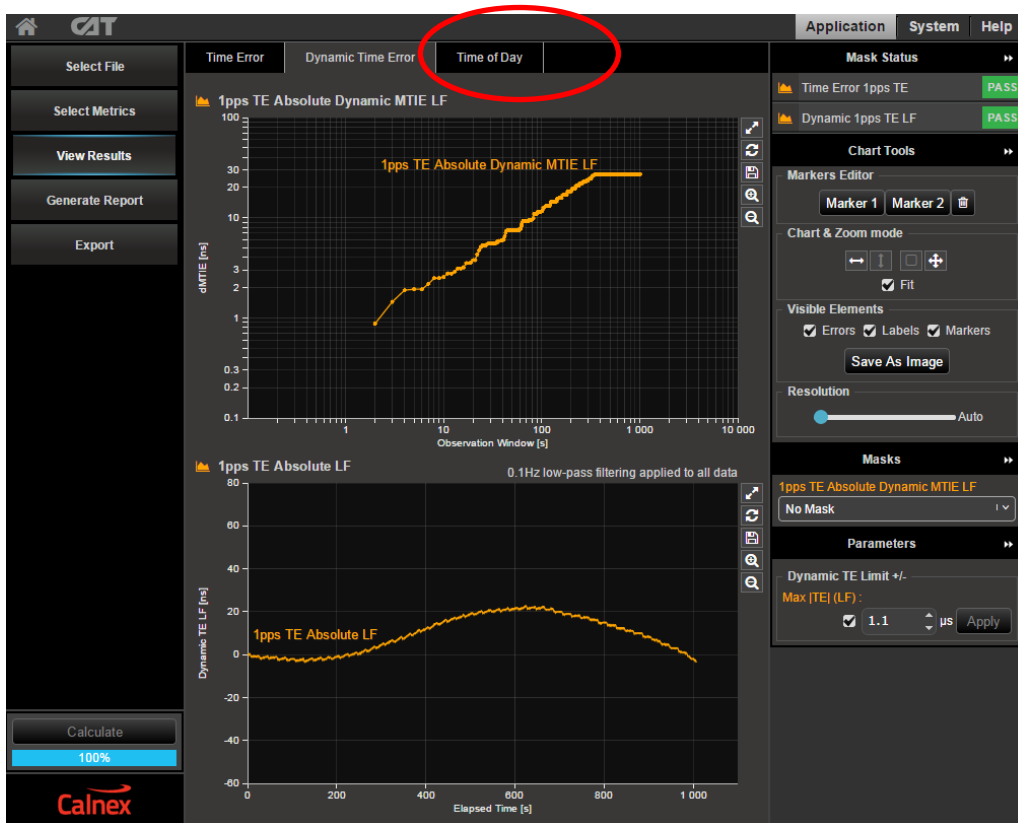 CAT
Application System Help
Select File
Select Metrics
View Results
Generate Report
Export
Calculate
100%
Calnex
Time Error Dynamic Time Error Time of Day
1pps TE Absolute Dynamic MTIE LF
100
30
20
10
3
2
1
0.3
0.2
0.1
dMTIE [ns]
1pps TE Absolute Dynamic MTIE LF
1 10 100 1 000 10 000
Observation Window [s]
1pps TE Absolute LF
0.1Hz low-pass filtering applied to all data
80
60
40
20
0
-20
-40
-60
Dynamic TE LF [ns]
1pps TE Absolute LF
0 200 400 600 800 1 000
Elapsed Time [s]
Mask Status
Time Error 1pps TE PASS
Dynamic 1pps TE LF PASS
Chart Tools
Markers Editor
Marker 1 Marker 2
Chart & Zoom mode
Fit
Visible Elements
Errors Labels Markers
Save As Image
Resolution
Auto
Masks
1pps TE Absolute Dynamic MTIE LF
No Mask
Parameters
Dynamic TE Limit +/-
Max |TE| (LF) :
1.1 µs Apply